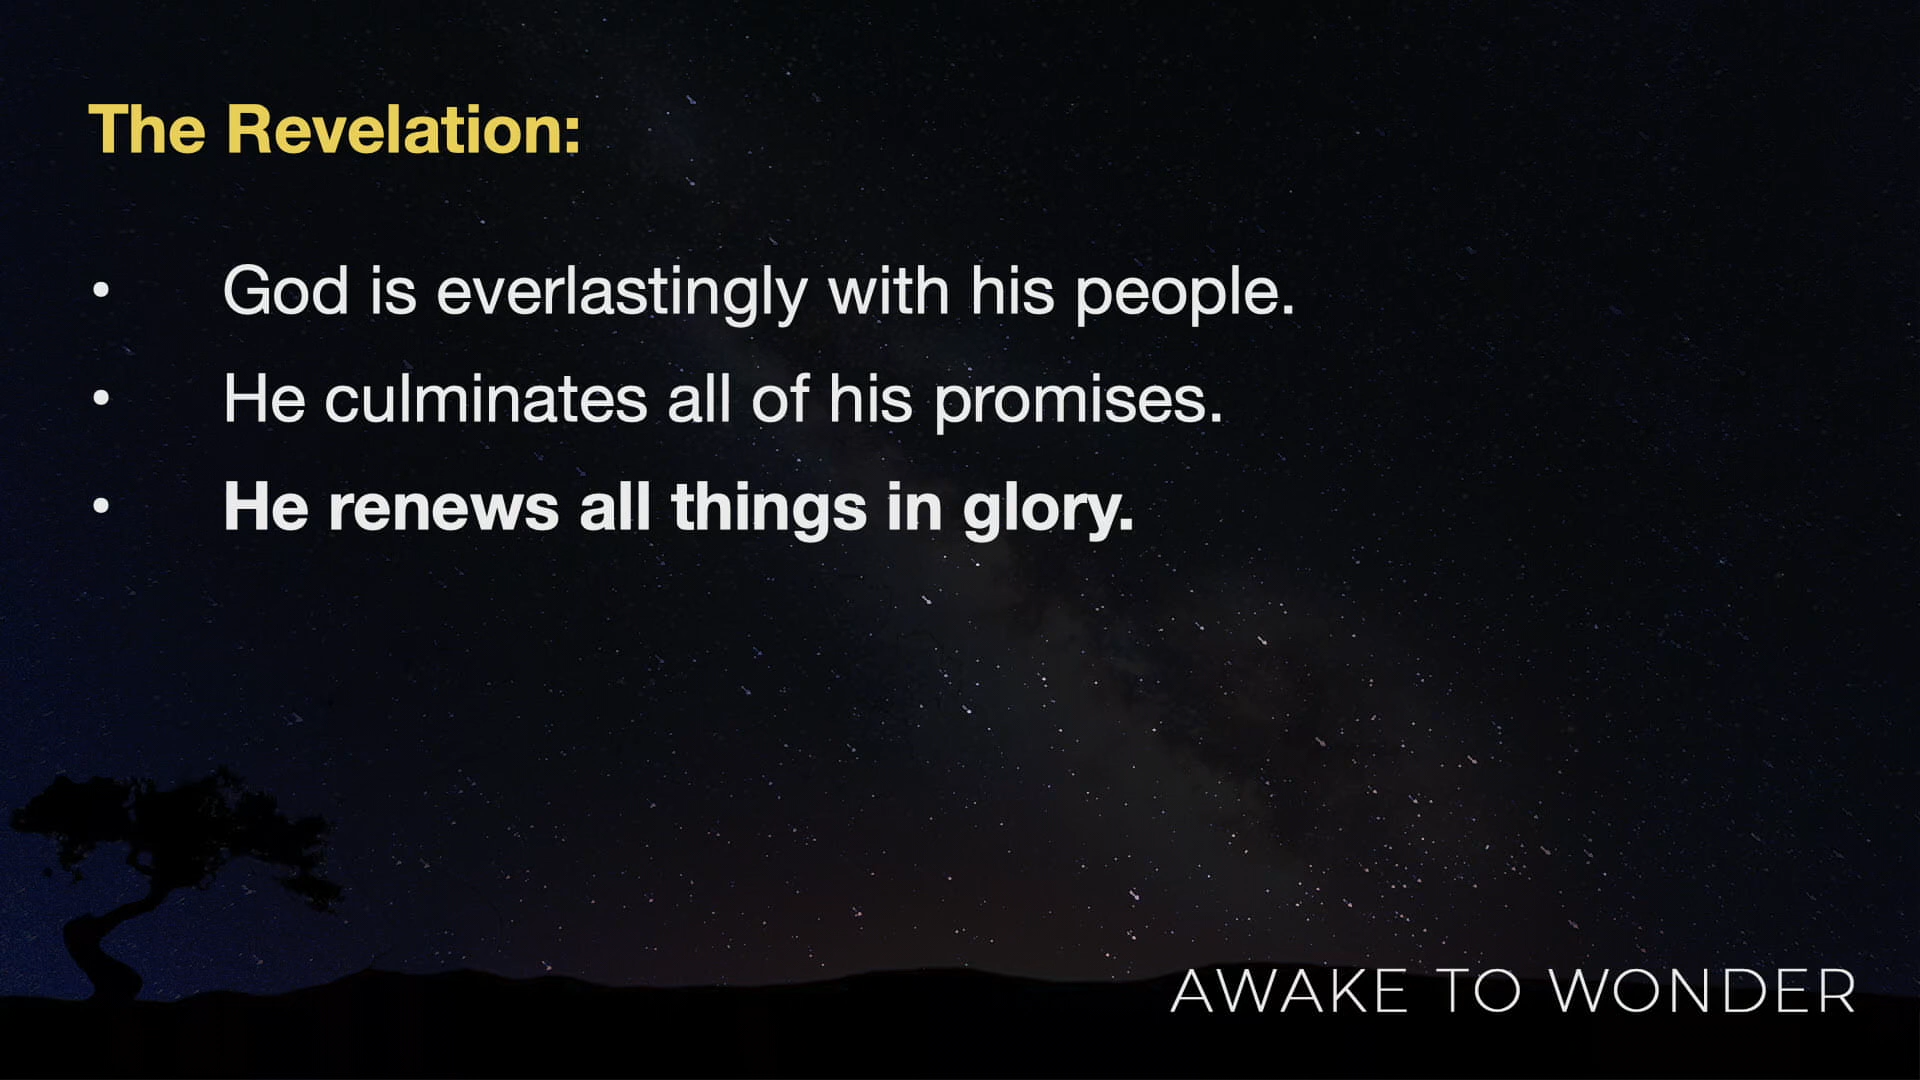 The Revelation:
• God is everlastingly with his people.
• He culminates all of his promises.
• He renews all things in glory.
AWAKE TO WONDER